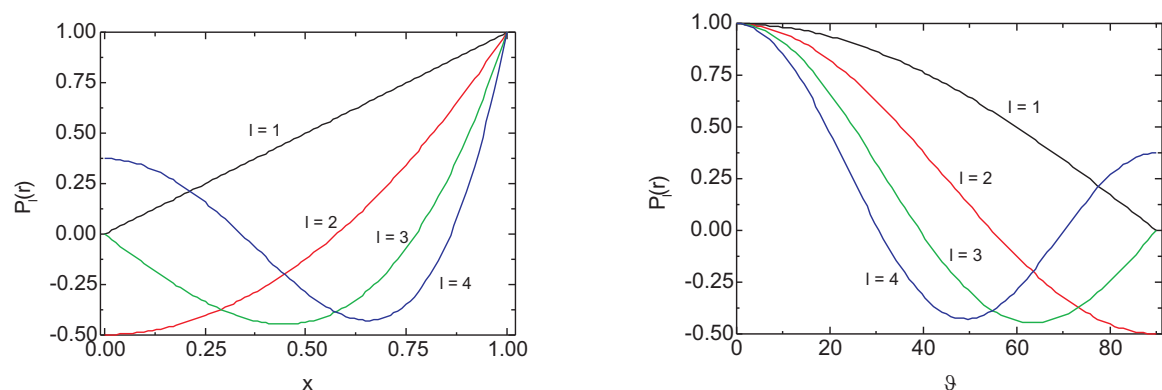 1.00
0.75
0.50
0.25
0.00
-0.25
-0.50
P_l(r)
0.00 0.25 0.50 0.75 1.00
x
l = 1
l = 2
l = 3
l = 4
1.00
0.75
0.50
0.25
0.00
-0.25
-0.50
P_l(r)
0 20 40 60 80
ϑ
l = 1
l = 2
l = 3
l = 4